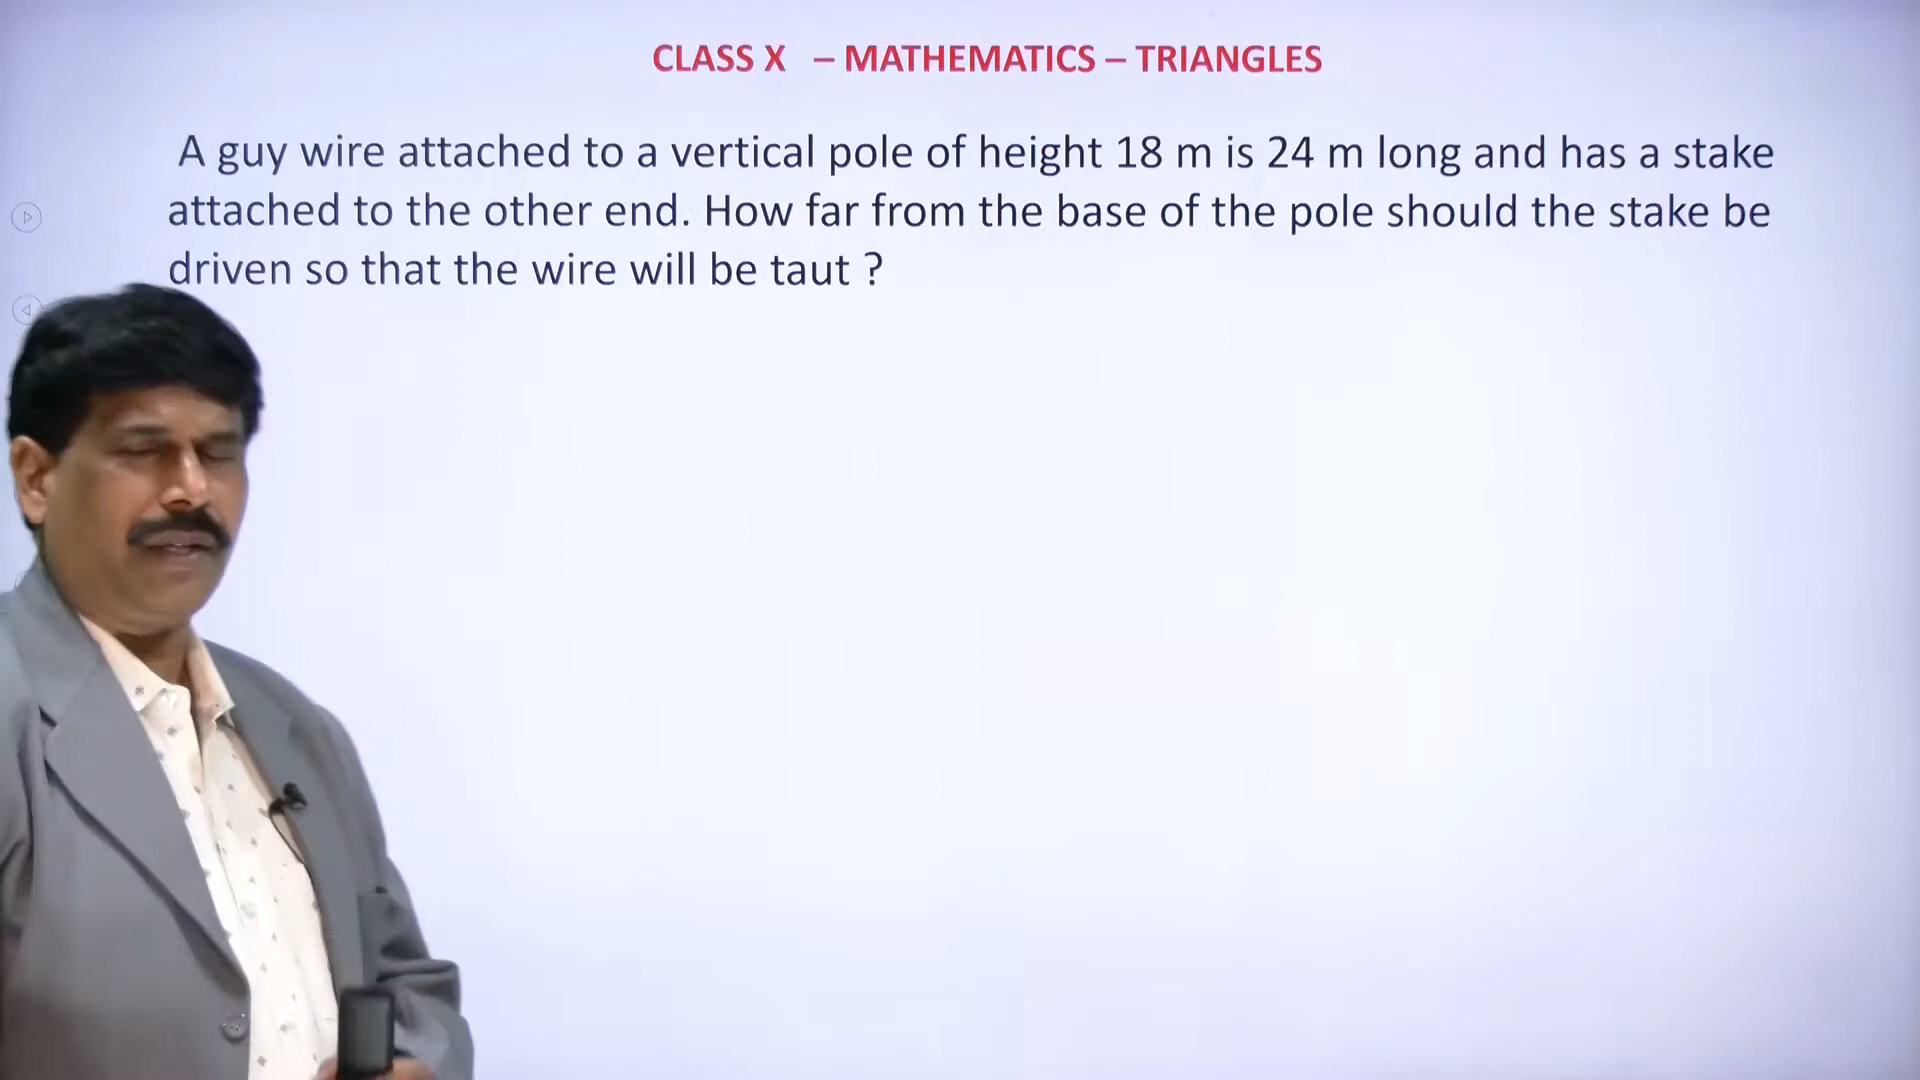 CLASS X – MATHEMATICS – TRIANGLES
A guy wire attached to a vertical pole of height 18 m is 24 m long and has a stake
attached to the other end. How far from the base of the pole should the stake be
driven so that the wire will be taut ?